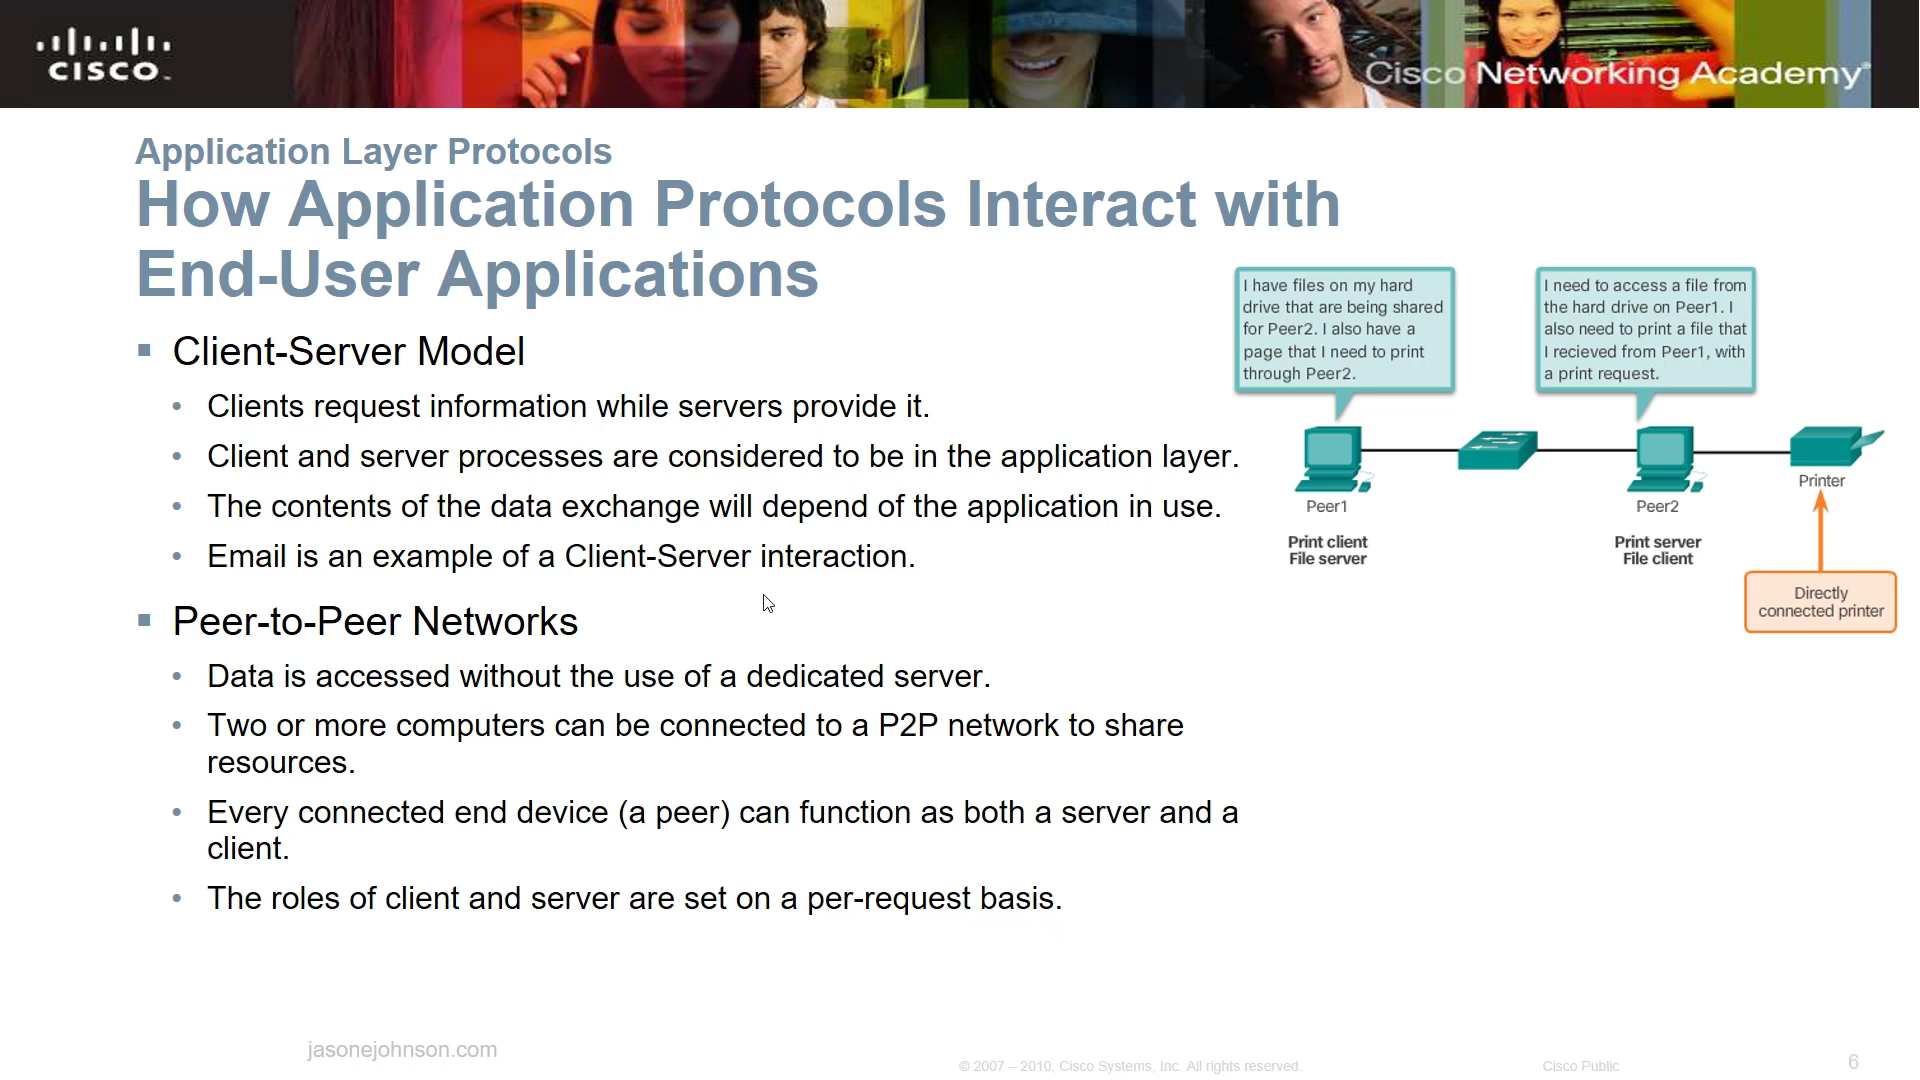 CISCO
Cisco Networking Academy®
Application Layer Protocols
How Application Protocols Interact with
End-User Applications
Client-Server Model
Clients request information while servers provide it.
Client and server processes are considered to be in the application layer.
The contents of the data exchange will depend of the application in use.
Email is an example of a Client-Server interaction.
Peer-to-Peer Networks
Data is accessed without the use of a dedicated server.
Two or more computers can be connected to a P2P network to share
resources.
Every connected end device (a peer) can function as both a server and a
client.
The roles of client and server are set on a per-request basis.
I have files on my hard
drive that are being shared
for Peer2. I also have a
page that I need to print
through Peer2.
I need to access a file from
the hard drive on Peer1. I
also need to print a file that
I recieved from Peer1, with
a print request.
Peer1
Print client
File server
Peer2
Print server
File client
Printer
Directly
connected printer
jasonejohnson.com
© 2007 – 2010, Cisco Systems, Inc. All rights reserved.
Cisco Public
6